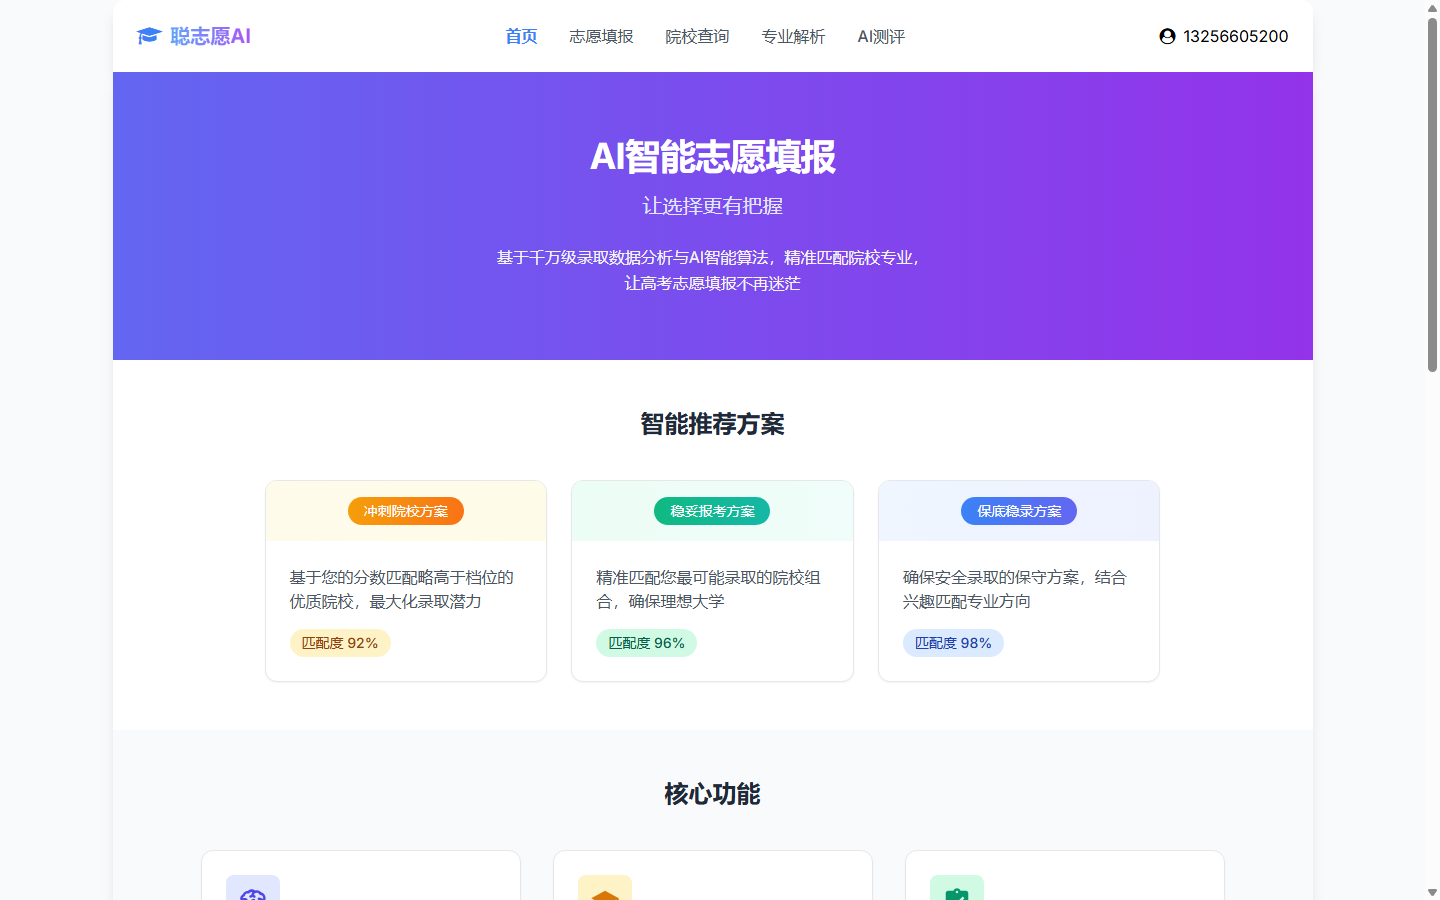 聪志愿AI
首页
志愿填报
院校查询
专业解析
AI测评
13256605200
AI智能志愿填报
让选择更有把握
基于千万级录取数据分析与AI智能算法，精准匹配院校专业，
让高考志愿填报不再迷茫
智能推荐方案
冲刺院校方案
基于您的分数匹配略高于档位的
优质院校，最大化录取潜力
匹配度 92%
稳妥报考方案
精准匹配您最可能录取的院校组
合，确保理想大学
匹配度 96%
保底稳录方案
确保安全录取的保守方案，结合
兴趣匹配专业方向
匹配度 98%
核心功能